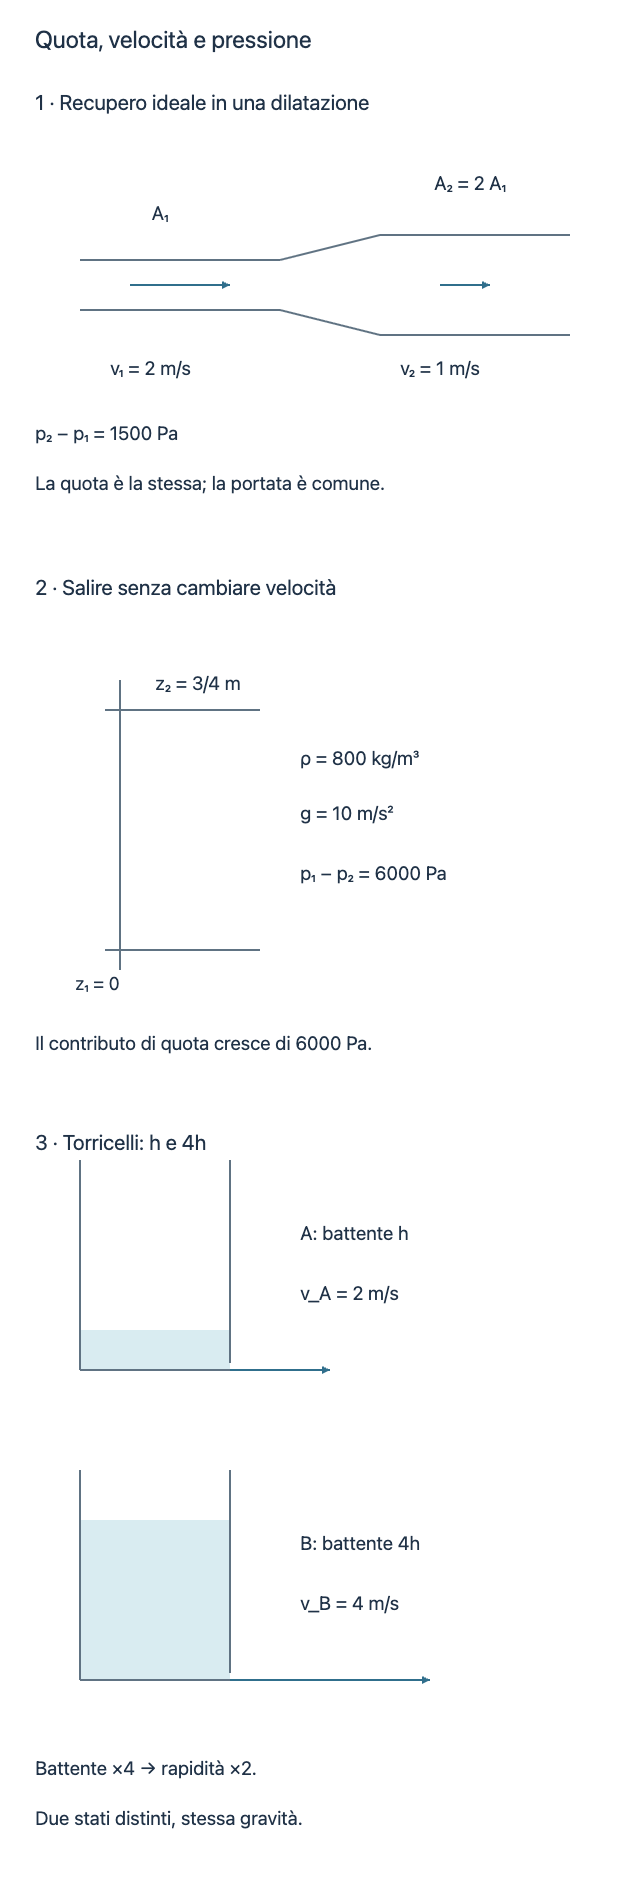 Quota, velocità e pressione
1 · Recupero ideale in una dilatazione
A₂ = 2 A₁
A₁
v₁ = 2 m/s
v₂ = 1 m/s
p₂ − p₁ = 1500 Pa
La quota è la stessa; la portata è comune.
2 · Salire senza cambiare velocità
z₂ = 3/4 m
ρ = 800 kg/m³
g = 10 m/s²
p₁ − p₂ = 6000 Pa
z₁ = 0
Il contributo di quota cresce di 6000 Pa.
3 · Torricelli: h e 4h
A: battente h
v_A = 2 m/s
B: battente 4h
v_B = 4 m/s
Battente ×4 → rapidità ×2.
Due stati distinti, stessa gravità.